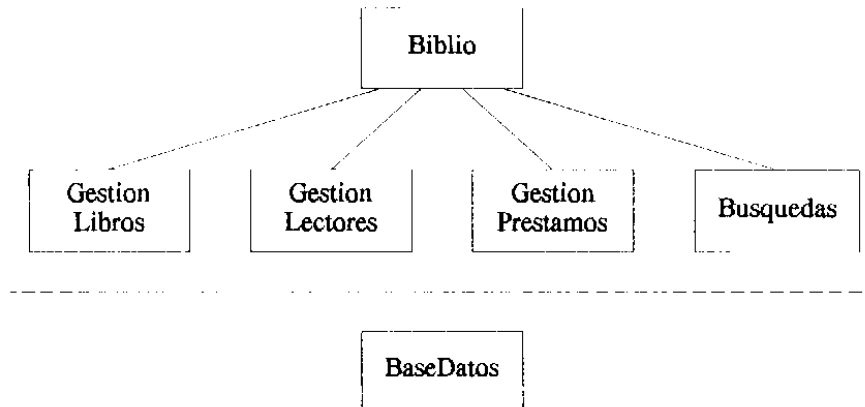 Biblio
Gestion
Libros
Gestion
Lectores
Gestion
Prestamos
Busquedas
BaseDatos